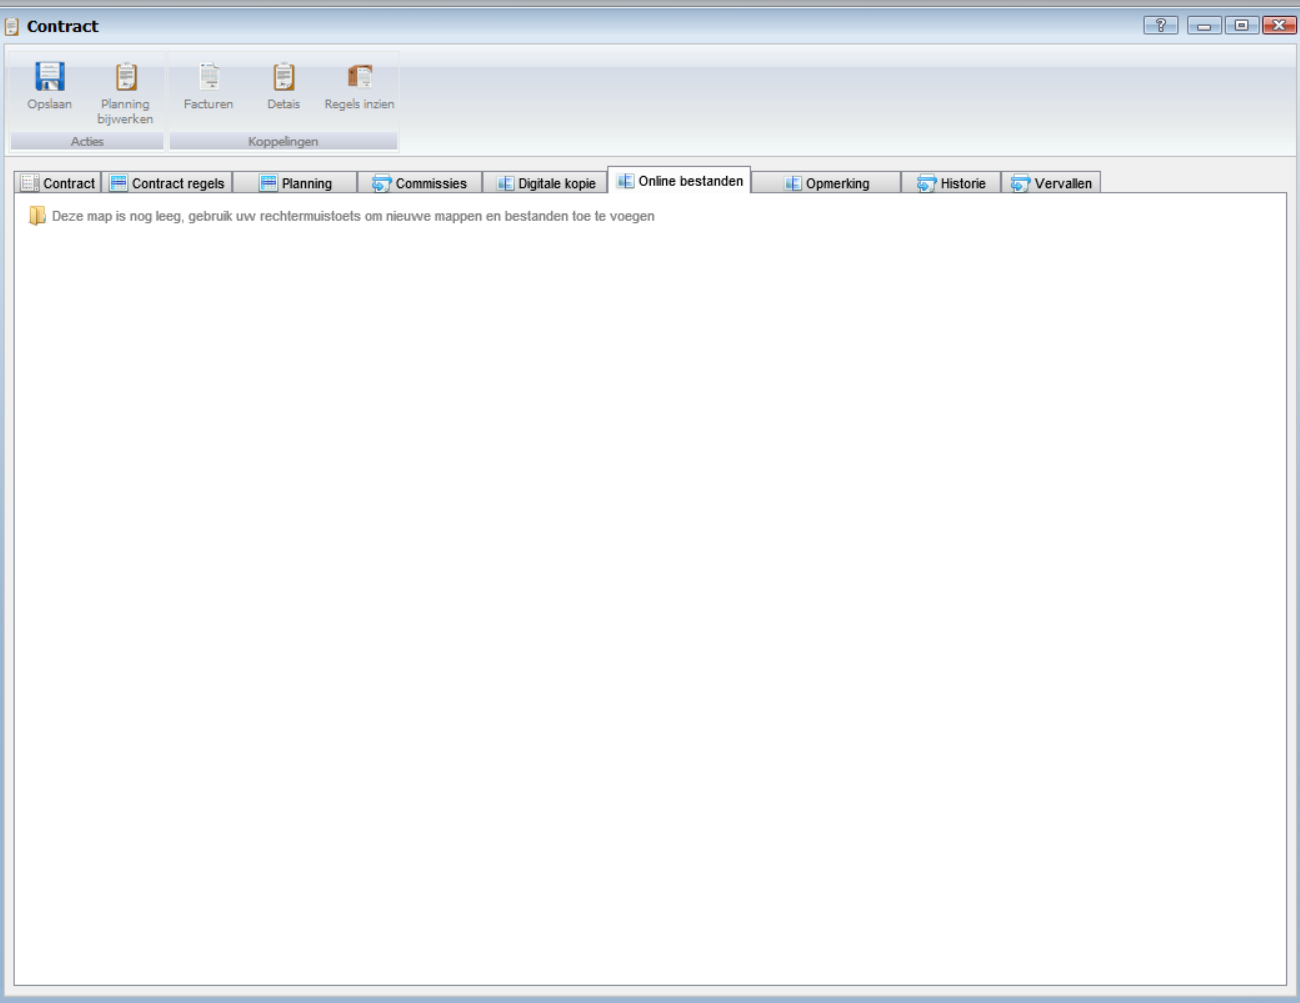 Contract
?
Opslaan
Planning bijwerken
Facturen
Detais
Regels inzien
Acties
Koppelingen
Contract
Contract regels
Planning
Commissies
Digitale kopie
Online bestanden
Opmerking
Historie
Vervallen
Deze map is nog leeg, gebruik uw rechtermuistoets om nieuwe mappen en bestanden toe te voegen